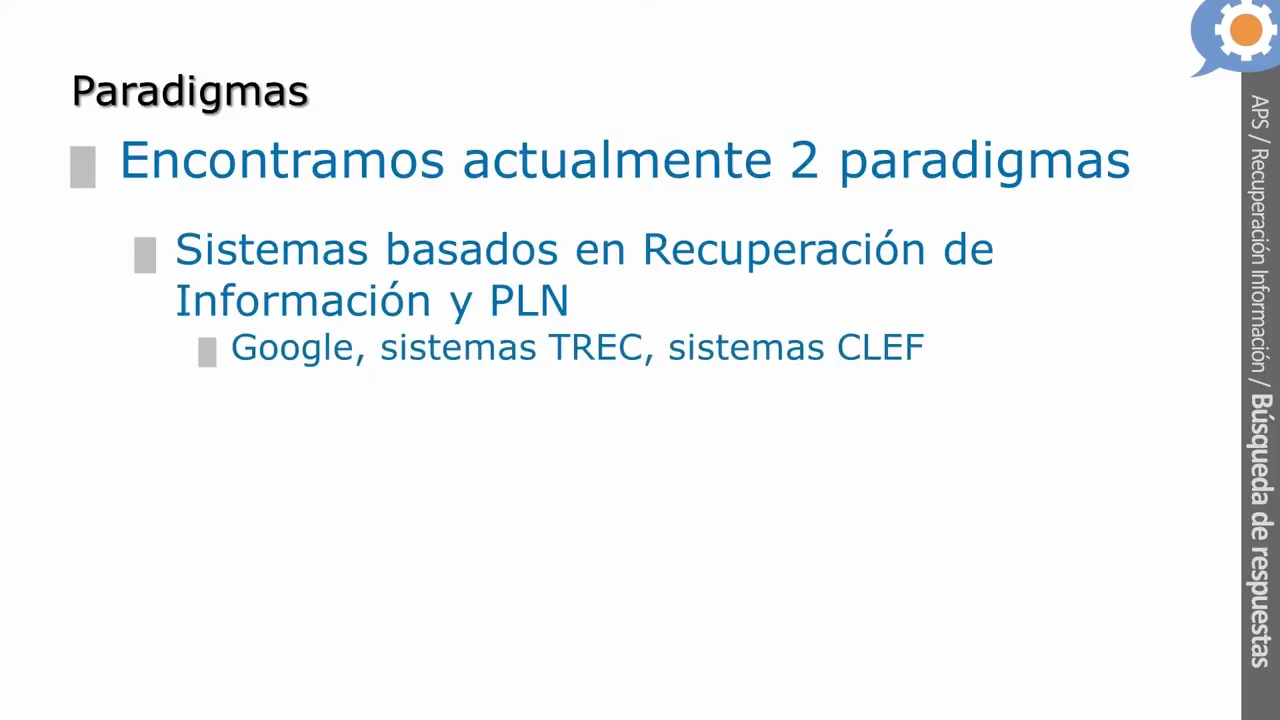 Paradigmas
Encontramos actualmente 2 paradigmas
Sistemas basados en Recuperación de
Información y PLN
Google, sistemas TREC, sistemas CLEF
APS / Recuperación Información / Búsqueda de respuestas